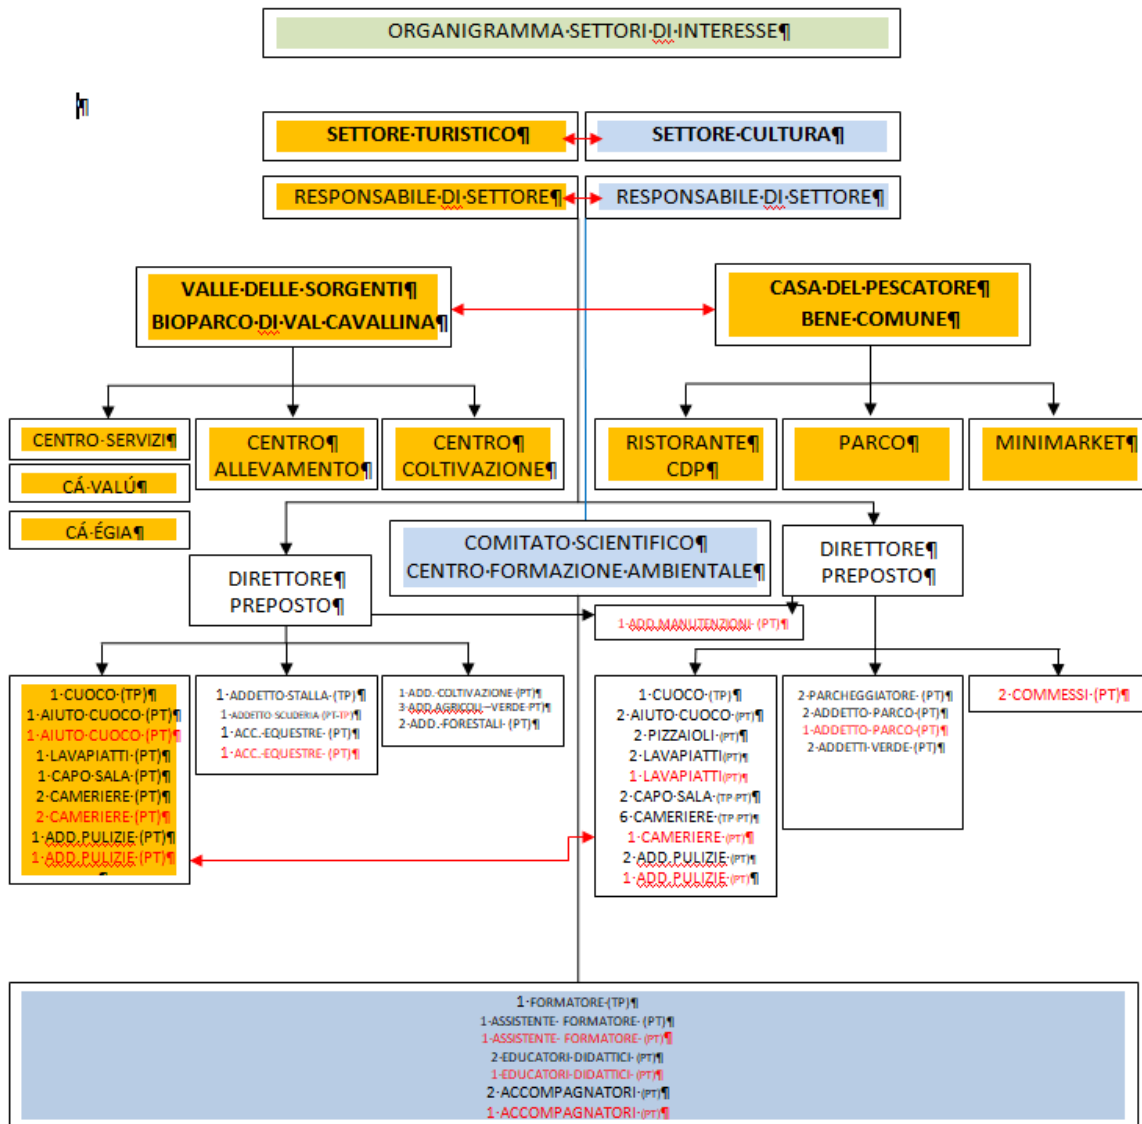 ORGANIGRAMMA·SETTORI·DI·INTERESSE¶
¶
SETTORE·TURISTICO¶
SETTORE·CULTURA¶
RESPONSABILE·DI·SETTORE¶
RESPONSABILE·DI·SETTORE¶
VALLE·DELLE·SORGENTI¶
BIOPARCO·DI·VAL·CAVALLINA¶
CASA·DEL·PESCATORE¶
BENE·COMUNE¶
CENTRO·SERVIZI¶
CÁ·VALÚ¶
CÁ·ÉGIA¶
CENTRO¶
ALLEVAMENTO¶
CENTRO¶
COLTIVAZIONE¶
RISTORANTE¶
CDP¶
PARCO¶
MINIMARKET¶
COMITATO·SCIENTIFICO¶
CENTRO·FORMAZIONE·AMBIENTALE¶
DIRETTORE¶
PREPOSTO¶
DIRETTORE¶
PREPOSTO¶
1·ADD.MANUTENZIONI·(PT)¶
1·CUOCO·(TP)¶
1·AIUTO·CUOCO·(PT)¶
1·AIUTO·CUOCO·(PT)¶
1·LAVAPIATTI·(PT)¶
1·CAPO·SALA·(PT)¶
2·CAMERIERE·(PT)¶
2·CAMERIERE·(PT)¶
1·ADD.PULIZIE·(PT)¶
1·ADD.PULIZIE·(PT)¶
1·ADDETTO·STALLA·(TP)¶
1·ADDETTO·SCUDERIA·(PT-TP)¶
1·ACC.·EQUESTRE·(PT)¶
1·ACC.·EQUESTRE·(PT)¶
1·ADD.·COLTIVAZIONE·(PT)¶
3·ADD.AGRICOLI·–VERDE·PT)¶
2·ADD.·FORESTALI·(PT)¶
1·CUOCO·(TP)¶
2·AIUTO·CUOCO·(PT)¶
2·PIZZAIOLI·(PT)¶
2·LAVAPIATTI(PT)¶
1·LAVAPIATTI(PT)¶
2·CAPO·SALA·(TP-PT)¶
6·CAMERIERE·(TP-PT)¶
1·CAMERIERE·(PT)¶
2·ADD.PULIZIE·(PT)¶
1·ADD.PULIZIE·(PT)¶
2·PARCHEGGIATORE·(PT)¶
2·ADDETTO·PARCO·(PT)¶
1·ADDETTO·PARCO·(PT)¶
2·ADDETTI·VERDE·(PT)¶
2·COMMESSI·(PT)¶
1·FORMATORE·(TP)¶
1·ASSISTENTE·FORMATORE·(PT)¶
1·ASSISTENTE·FORMATORE·(PT)¶
2·EDUCATORI·DIDATTICI·(PT)¶
1·EDUCATORI·DIDATTICI·(PT)¶
2·ACCOMPAGNATORI·(PT)¶
1·ACCOMPAGNATORI·(PT)¶